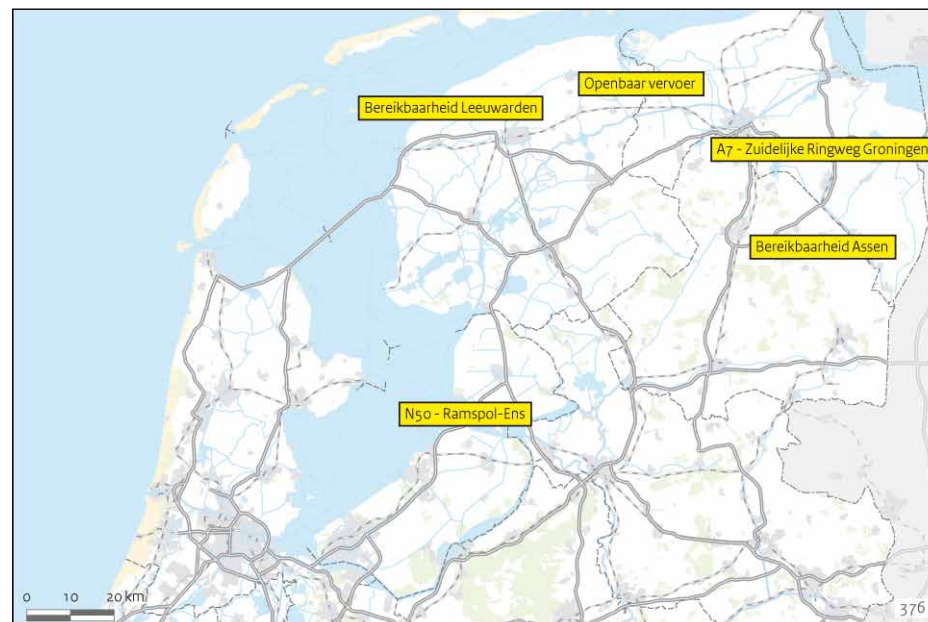 Openbaar vervoer
Bereikbaarheid Leeuwarden
A7 - Zuidelijke Ringweg Groningen
Bereikbaarheid Assen
N50 - Ramspol-Ens
0 10 20 km
376